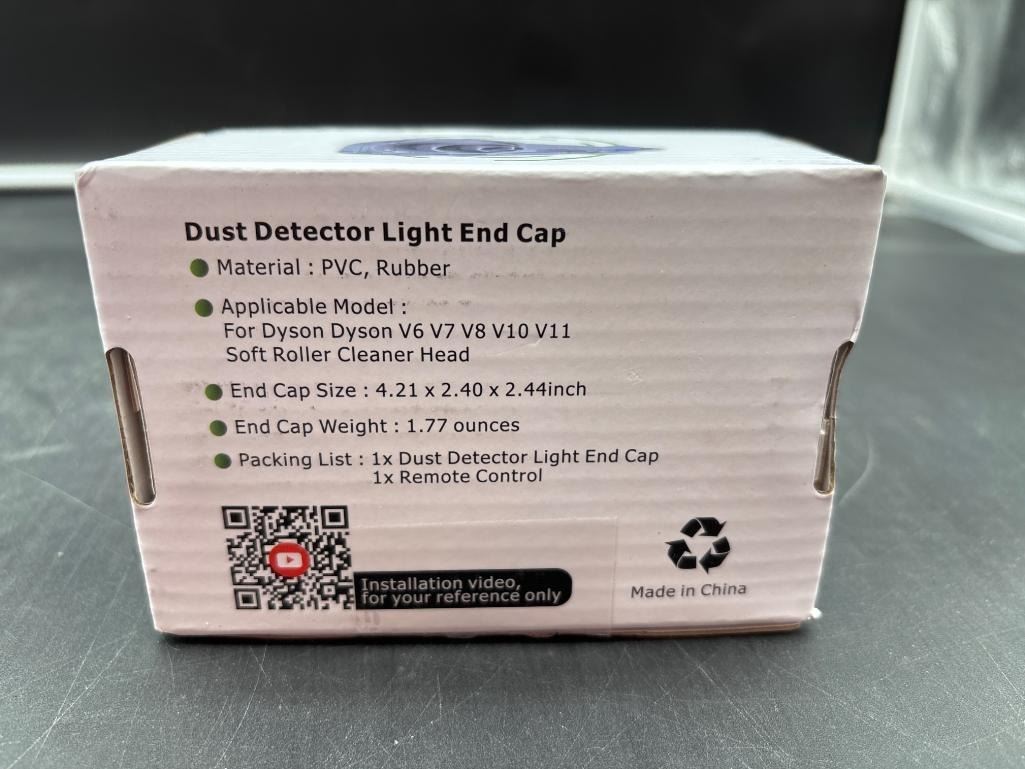 Dust Detector Light End Cap
Material : PVC, Rubber
Applicable Model :
For Dyson Dyson V6 V7 V8 V10 V11
Soft Roller Cleaner Head
End Cap Size : 4.21 x 2.40 x 2.44inch
End Cap Weight : 1.77 ounces
Packing List : 1x Dust Detector Light End Cap
1x Remote Control
Installation video,
for your reference only
Made in China